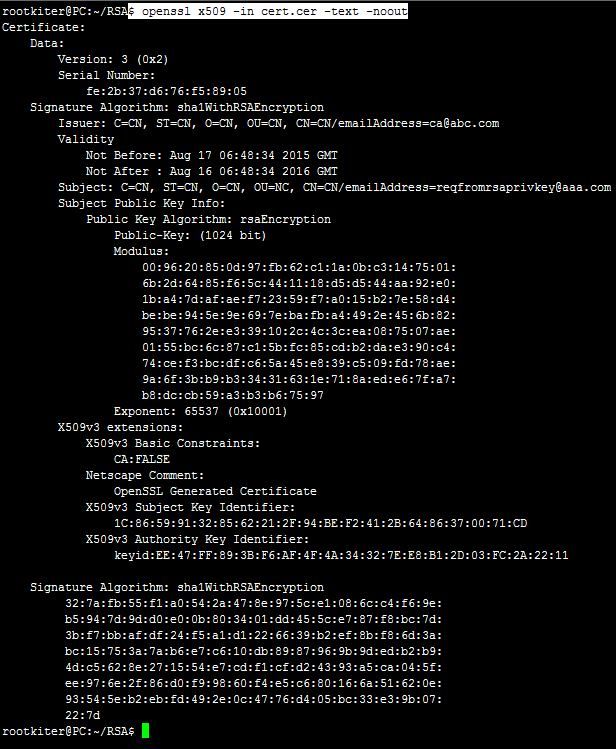 rootkiter@PC:~/RSA$ openssl x509 -in cert.cer -text -noout
Certificate:
    Data:
        Version: 3 (0x2)
        Serial Number:
            fe:2b:37:d6:76:f5:89:05
    Signature Algorithm: sha1WithRSAEncryption
        Issuer: C=CN, ST=CN, O=CN, OU=CN, CN=CN/emailAddress=ca@abc.com
        Validity
            Not Before: Aug 17 06:48:34 2015 GMT
            Not After : Aug 16 06:48:34 2016 GMT
        Subject: C=CN, ST=CN, O=CN, OU=NC, CN=CN/emailAddress=reqfromrsaprivkey@aaa.com
        Subject Public Key Info:
            Public Key Algorithm: rsaEncryption
                Public-Key: (1024 bit)
                Modulus:
                    00:96:20:85:0d:97:fb:62:c1:1a:0b:c3:14:75:01:
                    6b:2d:64:85:f6:5c:44:11:18:d5:d5:44:aa:92:e0:
                    1b:a4:7d:af:ae:f7:23:59:f7:a0:15:b2:7e:58:d4:
                    be:be:94:5e:9e:69:7e:ba:fb:a4:49:2e:45:6b:82:
                    95:37:76:2e:e3:39:10:2c:4c:3c:ea:08:75:07:ae:
                    01:55:bc:6c:87:c1:5b:fc:85:cd:b2:da:e3:90:c4:
                    74:ce:f3:bc:df:c6:5a:45:e8:39:c5:09:fd:78:ae:
                    9a:6f:3b:b9:b3:34:31:63:1e:71:8a:ed:e6:7f:a7:
                    b8:dc:cb:59:a3:b3:b6:75:97
                Exponent: 65537 (0x10001)
        X509v3 extensions:
            X509v3 Basic Constraints:
                CA:FALSE
            Netscape Comment:
                OpenSSL Generated Certificate
            X509v3 Subject Key Identifier:
                1C:86:59:91:32:85:62:21:2F:94:BE:F2:41:2B:64:86:37:00:71:CD
            X509v3 Authority Key Identifier:
                keyid:EE:47:FF:89:3B:F6:AF:4F:4A:34:32:7E:E8:B1:2D:03:FC:2A:22:11
    Signature Algorithm: sha1WithRSAEncryption
         32:7a:fb:55:f1:a0:54:2a:47:8e:97:5c:e1:08:6c:c4:f6:9e:
         b5:94:7d:9d:d0:e0:0b:80:34:01:dd:45:5c:e7:87:f8:bc:7d:
         3b:f7:bb:af:df:24:f5:a1:d1:22:66:39:b2:ef:8b:f8:6d:3a:
         bc:15:75:3a:7a:b6:e7:c6:10:db:89:87:96:9b:9d:ed:b2:b9:
         4d:c5:62:8e:27:15:54:e7:cd:f1:cf:d2:43:93:a5:ca:04:5f:
         ee:97:6e:2f:86:d0:f9:98:60:f4:e5:c6:80:16:6a:51:62:0e:
         93:54:5e:b2:eb:fd:49:2e:0c:47:76:d4:05:bc:33:e3:9b:07:
         22:7d
rootkiter@PC:~/RSA$